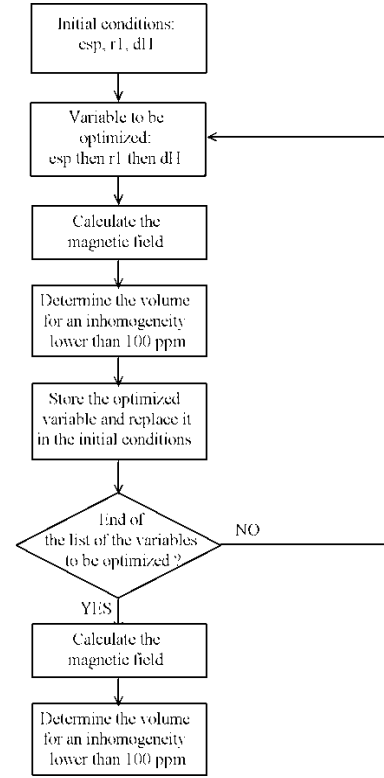 Initial conditions:
esp, r1, dH
Variable to be
optimized:
esp then r1 then dH
Calculate the
magnetic field
Determine the volume
for an inhomogeneity
lower than 100 ppm
Store the optimized
variable and replace it
in the initial conditions
End of
the list of the variables
to be optimized ?
NO
YES
Calculate the
magnetic field
Determine the volume
for an inhomogeneity
lower than 100 ppm